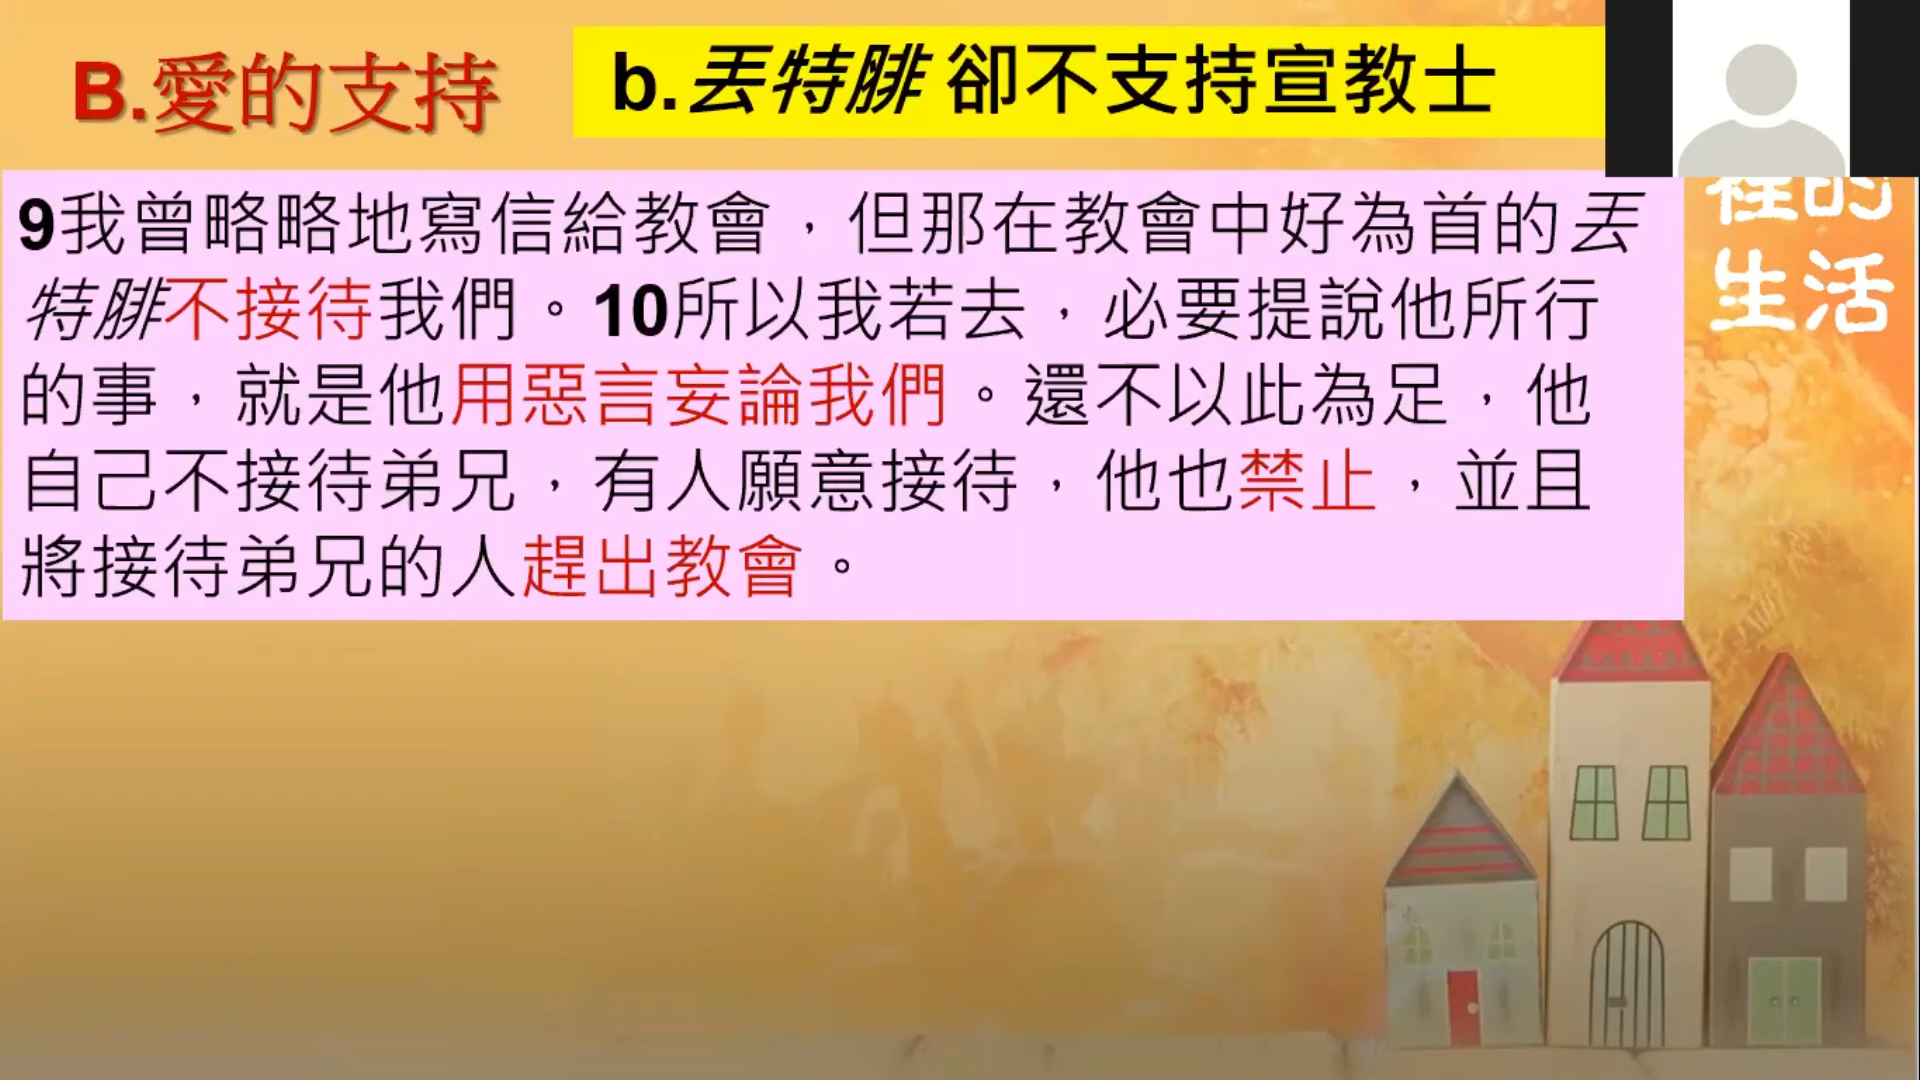 B.愛的支持
b.丟特腓 卻不支持宣教士
9我曾略略地寫信給教會，但那在教會中好為首的丟
特腓不接待我們。10所以我若去，必要提說他所行
的事，就是他用惡言妄論我們。還不以此為足，他
自己不接待弟兄，有人願意接待，他也禁止，並且
將接待弟兄的人趕出教會。
裡的
生活